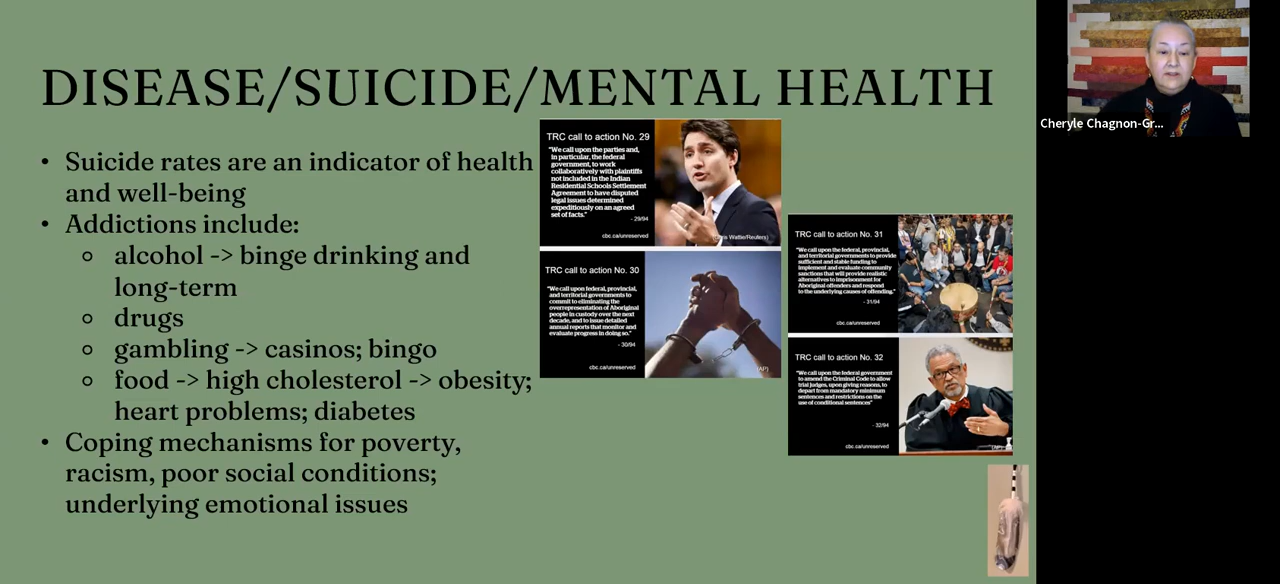 DISEASE/SUICIDE/MENTAL HEALTH
• Suicide rates are an indicator of health
and well-being
• Addictions include:
○ alcohol -> binge drinking and
long-term
○ drugs
○ gambling -> casinos; bingo
○ food -> high cholesterol -> obesity;
heart problems; diabetes
• Coping mechanisms for poverty,
racism, poor social conditions;
underlying emotional issues
TRC call to action No. 29
"We call upon the parties and,
in particular, the federal
government, to work
collaboratively with plaintiffs
not included in the Indian
Residential Schools Settlement
Agreement to have disputed
legal issues determined
expeditiously on an agreed
set of facts."
- 29/94
cbc.ca/unreserved
Wattie/Reuters)
TRC call to action No. 30
"We call upon federal, provincial,
and territorial governments to
commit to eliminating the
overrepresentation of Aboriginal
people in custody over the next
decade, and to issue detailed
annual reports that monitor and
evaluate progress in doing so."
- 30/94
cbc.ca/unreserved
(AP)
TRC call to action No. 31
"We call upon the federal, provincial,
and territorial governments to provide
sufficient and stable funding to
implement and evaluate community
sanctions that will provide realistic
alternatives to imprisonment for
Aboriginal offenders and respond
to the underlying causes of offending."
- 31/94
cbc.ca/unreserved
TRC call to action No. 32
"We call upon the federal government
to amend the Criminal Code to allow
trial judges, upon giving reasons, to
depart from mandatory minimum
sentences and restrictions on the
use of conditional sentences"
- 32/94
cbc.ca/unreserved
Cheryle Chagnon-Gr...